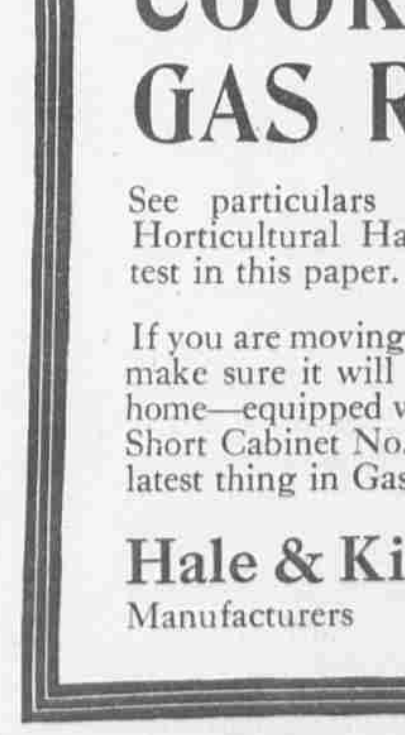 COOK
GAS R
See particulars
Horticultural Ha
test in this paper.
If you are moving
make sure it will
home—equipped
Short Cabinet No.
latest thing in Gas
Hale & Ki
Manufacturers